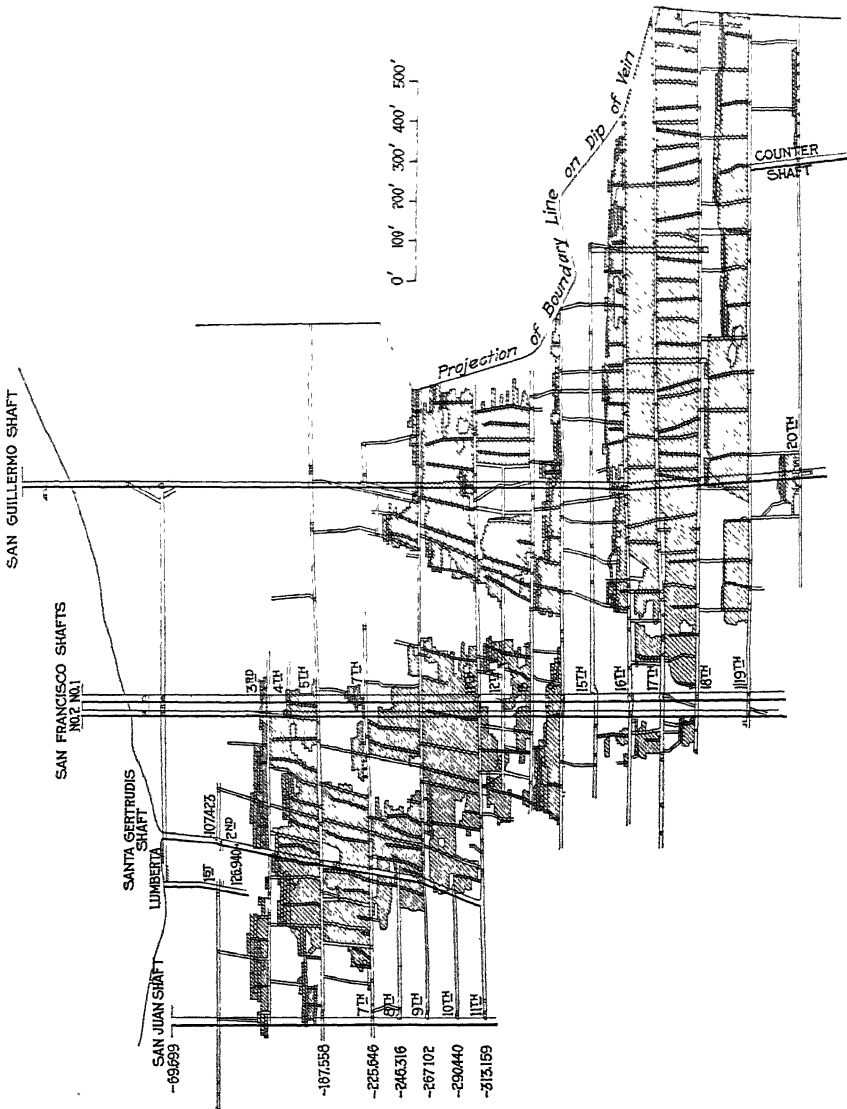 SAN GUILLERMO SHAFT
SAN FRANCISCO SHAFTS
NO.2 NO.1
SANTA GERTRUDIS
SHAFT
LUMBERTA
SAN JUAN SHAFT
-69.699
0' 100' 200' 300' 400' 500'
Projection of Boundary Line on Dip of Vein
COUNTER
SHAFT
1ST
107.423
2ND
126.940
3RD
4TH
5TH
7TH
12TH
15TH
16TH
17TH
18TH
19TH
20TH
7TH
8TH
9TH
10TH
11TH
-187.558
-225.646
-246.316
-267.102
-290.440
-313.159